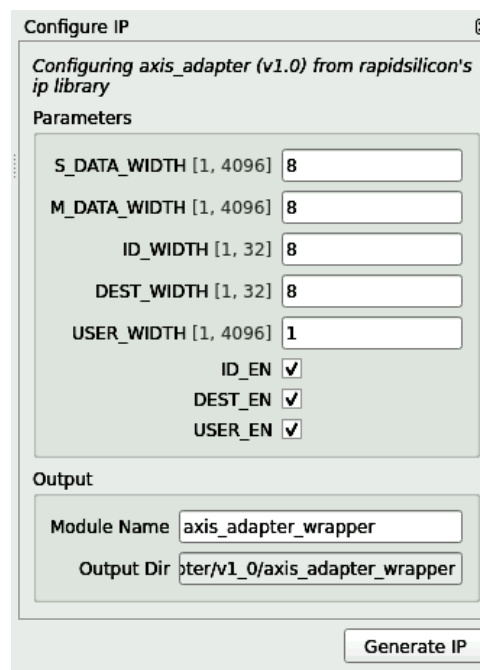 Configure IP
Configuring axis_adapter (v1.0) from rapidsilicon's
ip library
Parameters
S_DATA_WIDTH [1, 4096] 8
M_DATA_WIDTH [1, 4096] 8
ID_WIDTH [1, 32] 8
DEST_WIDTH [1, 32] 8
USER_WIDTH [1, 4096] 1
ID_EN
DEST_EN
USER_EN
Output
Module Name axis_adapter_wrapper
Output Dir pter/v1_0/axis_adapter_wrapper
Generate IP